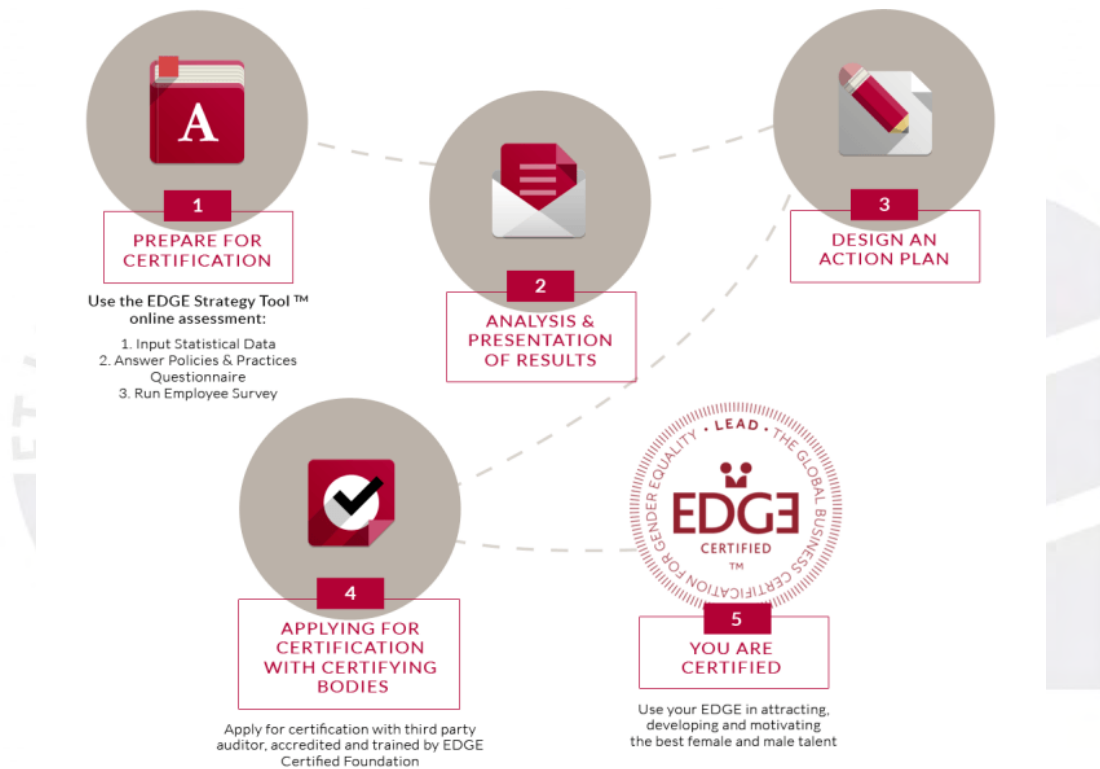 A
1
PREPARE FOR
CERTIFICATION
Use the EDGE Strategy Tool ™
online assessment:
1. Input Statistical Data
2. Answer Policies & Practices
Questionnaire
3. Run Employee Survey
2
ANALYSIS &
PRESENTATION
OF RESULTS
3
DESIGN AN
ACTION PLAN
4
APPLYING FOR
CERTIFICATION
WITH CERTIFYING
BODIES
Apply for certification with third party
auditor, accredited and trained by EDGE
Certified Foundation
• LEAD • THE GLOBAL BUSINESS CERTIFICATION FOR GENDER EQUALITY
EDGE
CERTIFIED
TM
5
YOU ARE
CERTIFIED
Use your EDGE in attracting,
developing and motivating
the best female and male talent